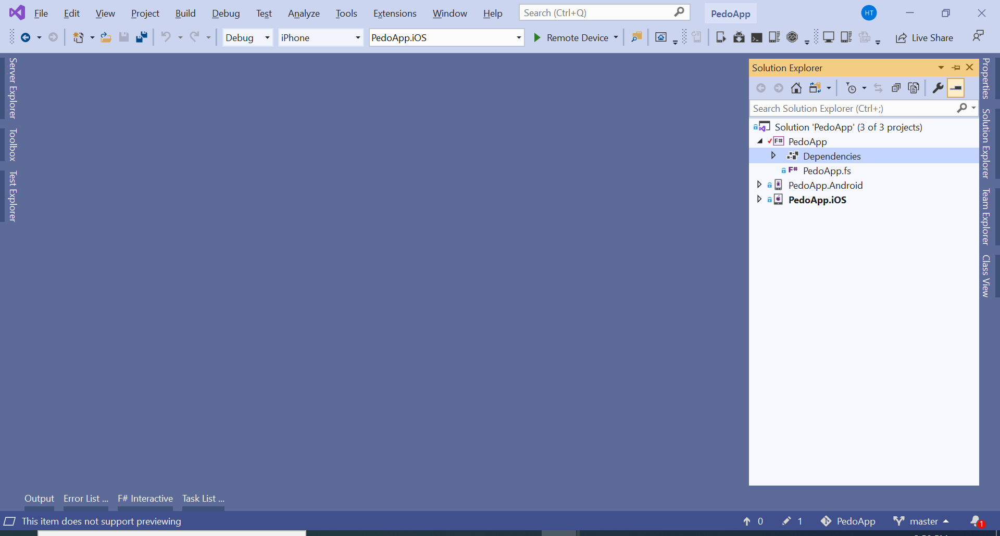 File Edit View Project Build Debug Test Analyze Tools Extensions Window Help Search (Ctrl+Q) PedoApp HT
Debug iPhone PedoApp.iOS Remote Device Live Share
Server Explorer
Toolbox
Test Explorer
Solution Explorer
Search Solution Explorer (Ctrl+;)
Solution 'PedoApp' (3 of 3 projects)
F# PedoApp
Dependencies
F# PedoApp.fs
PedoApp.Android
PedoApp.iOS
Properties
Solution Explorer
Team Explorer
Class View
Output Error List ... F# Interactive Task List ...
This item does not support previewing 0 1 PedoApp master 1